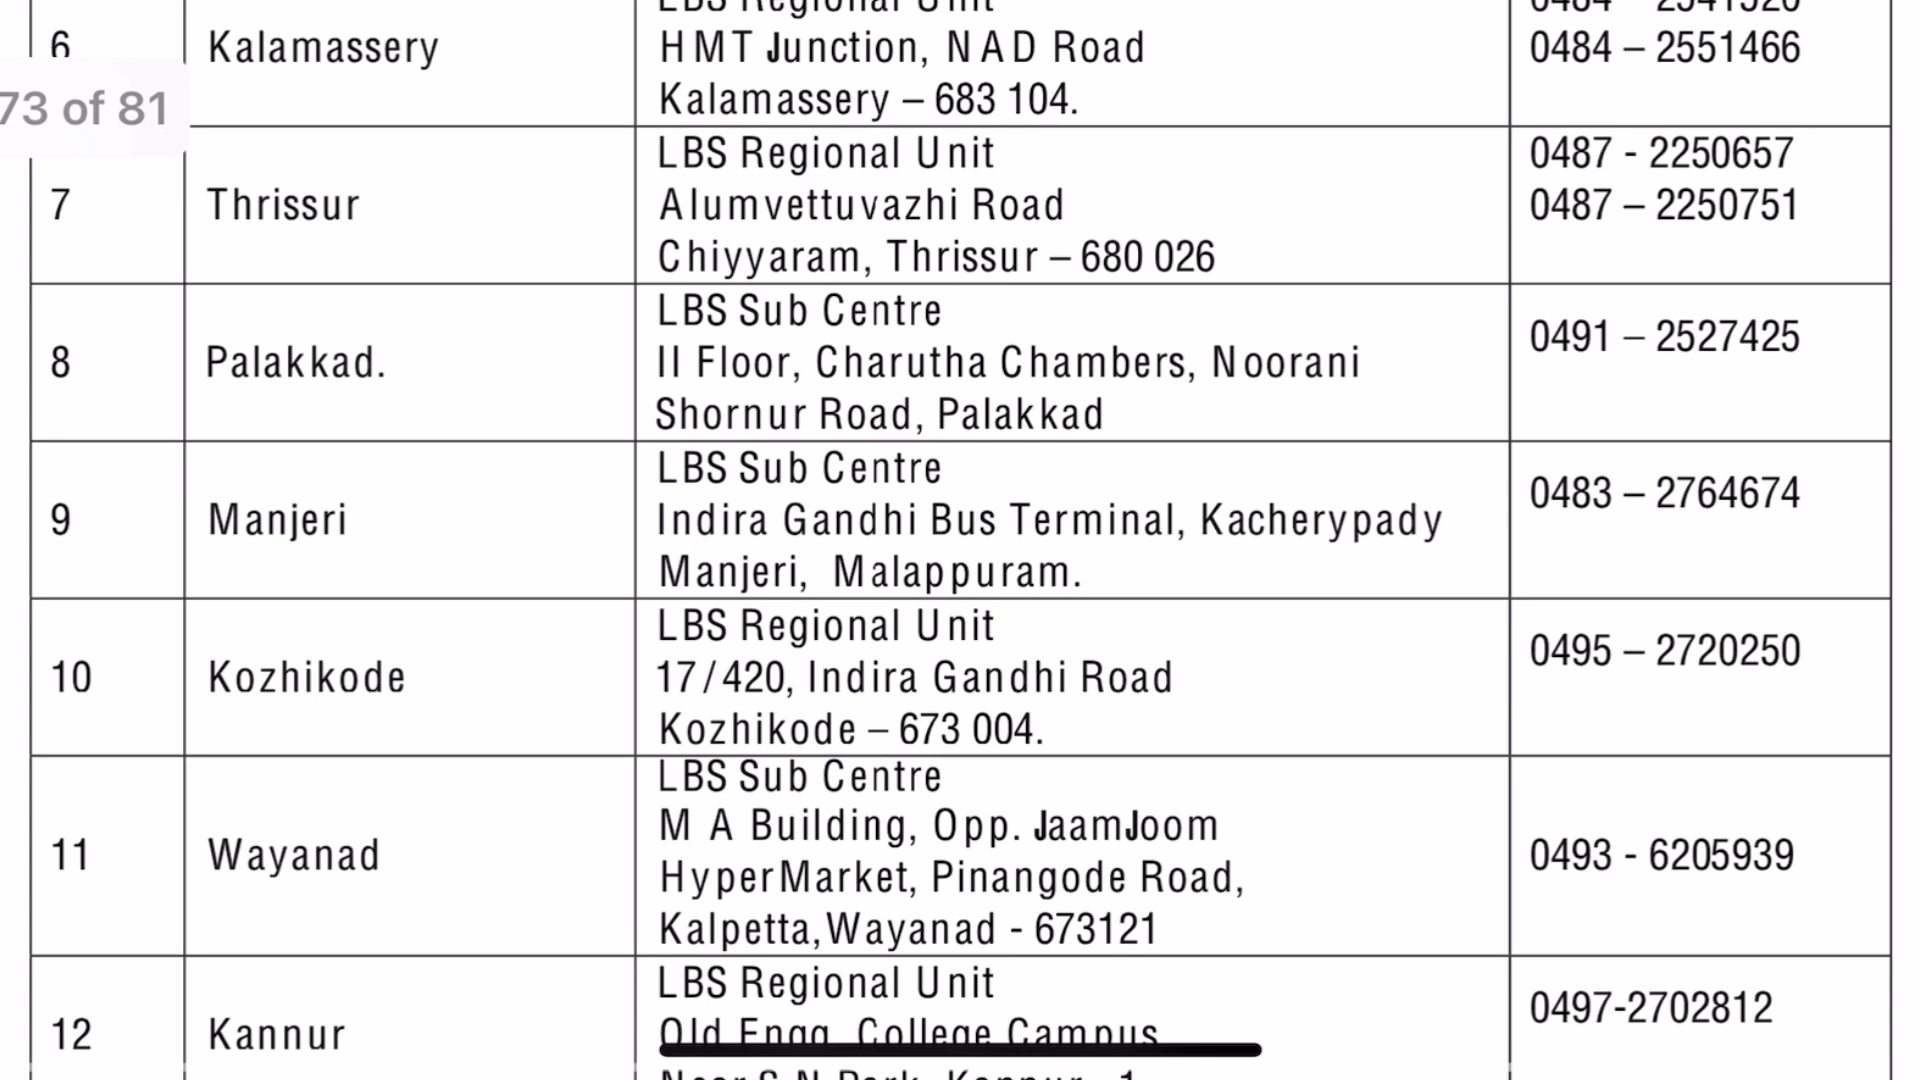 LBS Regional Unit
6 Kalamassery HMT Junction, NAD Road 0484 – 2551466
73 of 81
Kalamassery – 683 104.
LBS Regional Unit 0487 - 2250657
7 Thrissur Alumvettuvazhi Road 0487 – 2250751
Chiyyaram, Thrissur – 680 026
LBS Sub Centre
0491 – 2527425
8 Palakkad. II Floor, Charutha Chambers, Noorani
Shornur Road, Palakkad
LBS Sub Centre
0483 – 2764674
9 Manjeri Indira Gandhi Bus Terminal, Kacherypady
Manjeri, Malappuram.
LBS Regional Unit
0495 – 2720250
10 Kozhikode 17/420, Indira Gandhi Road
Kozhikode – 673 004.
LBS Sub Centre
M A Building, Opp. JaamJoom
11 Wayanad 0493 - 6205939
HyperMarket, Pinangode Road,
Kalpetta,Wayanad - 673121
LBS Regional Unit
0497-2702812
12 Kannur Old Engg. College Campus